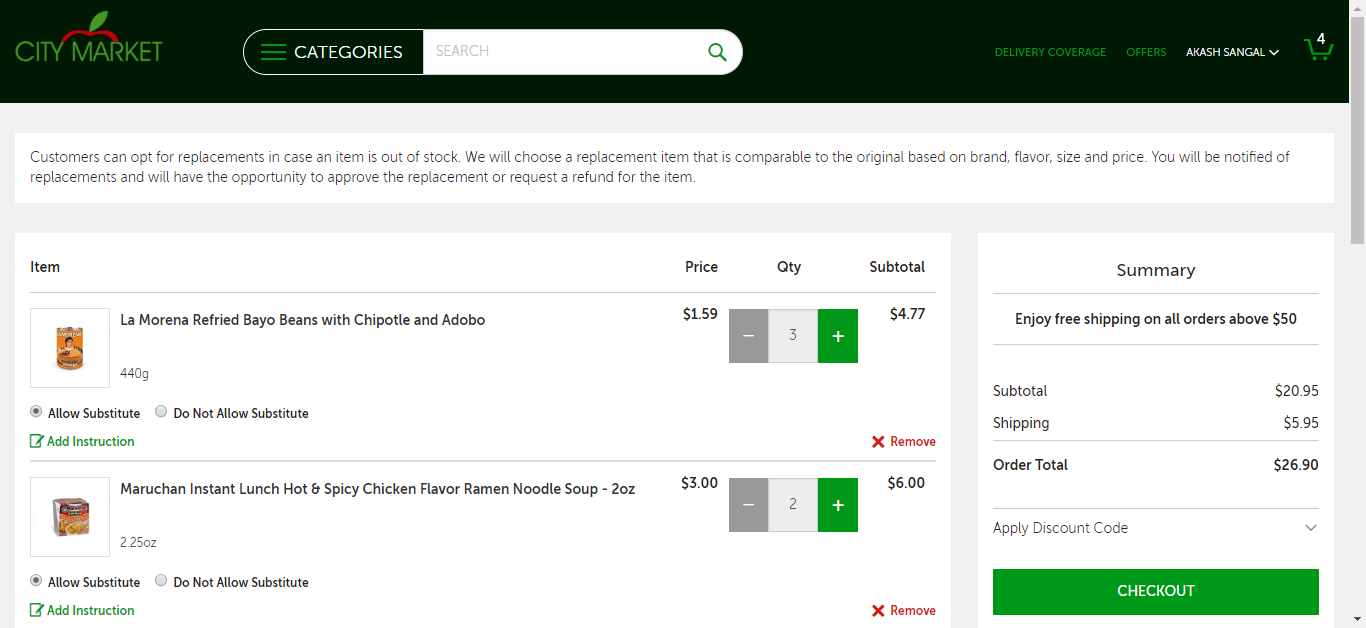 CITY MARKET
CATEGORIES
SEARCH
DELIVERY COVERAGE
OFFERS
AKASH SANGAL
4
Customers can opt for replacements in case an item is out of stock. We will choose a replacement item that is comparable to the original based on brand, flavor, size and price. You will be notified of
replacements and will have the opportunity to approve the replacement or request a refund for the item.
Item Price Qty Subtotal
La Morena Refried Bayo Beans with Chipotle and Adobo $1.59 − 3 + $4.77
440g
Allow Substitute Do Not Allow Substitute
Add Instruction Remove
Maruchan Instant Lunch Hot & Spicy Chicken Flavor Ramen Noodle Soup - 2oz $3.00 − 2 + $6.00
2.25oz
Allow Substitute Do Not Allow Substitute
Add Instruction Remove
Summary
Enjoy free shipping on all orders above $50
Subtotal $20.95
Shipping $5.95
Order Total $26.90
Apply Discount Code
CHECKOUT